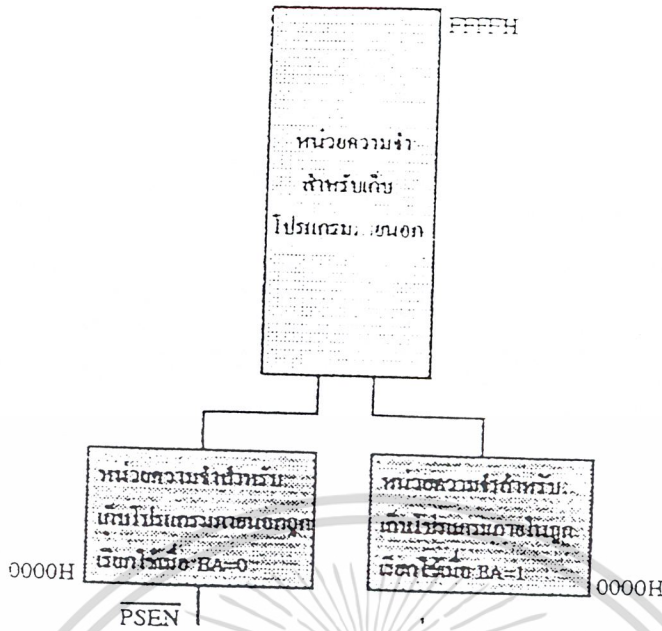 FFFFH
หน่วยความจำ
สำหรับเก็บ
โปรแกรมภายนอก
หน่วยความจำสำหรับ
เก็บโปรแกรมภายนอกถูก
เรียกใช้เมื่อ EA=0
0000H
PSEN
หน่วยความจำสำหรับ
เก็บโปรแกรมภายในถูก
เรียกใช้เมื่อ EA=1
0000H